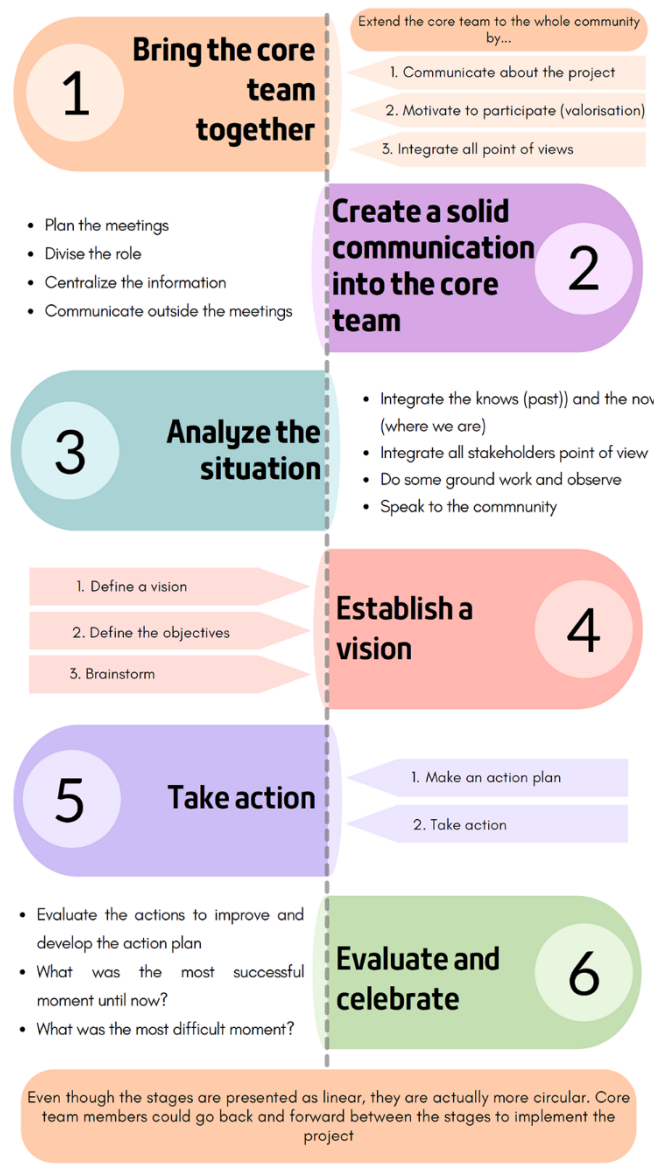 1
Bring the core
team
together
Extend the core team to the whole community
by...
1. Communicate about the project
2. Motivate to participate (valorisation)
3. Integrate all point of views
• Plan the meetings
• Divise the role
• Centralize the information
• Communicate outside the meetings
Create a solid
communication
into the core
team
2
3
Analyze the
situation
• Integrate the knows (past)) and the now
(where we are)
• Integrate all stakeholders point of view
• Do some ground work and observe
• Speak to the commnunity
1. Define a vision
2. Define the objectives
3. Brainstorm
Establish a
vision
4
5
Take action
1. Make an action plan
2. Take action
• Evaluate the actions to improve and
develop the action plan
• What was the most successful
moment until now?
• What was the most difficult moment?
Evaluate and
celebrate
6
Even though the stages are presented as linear, they are actually more circular. Core
team members could go back and forward between the stages to implement the
project